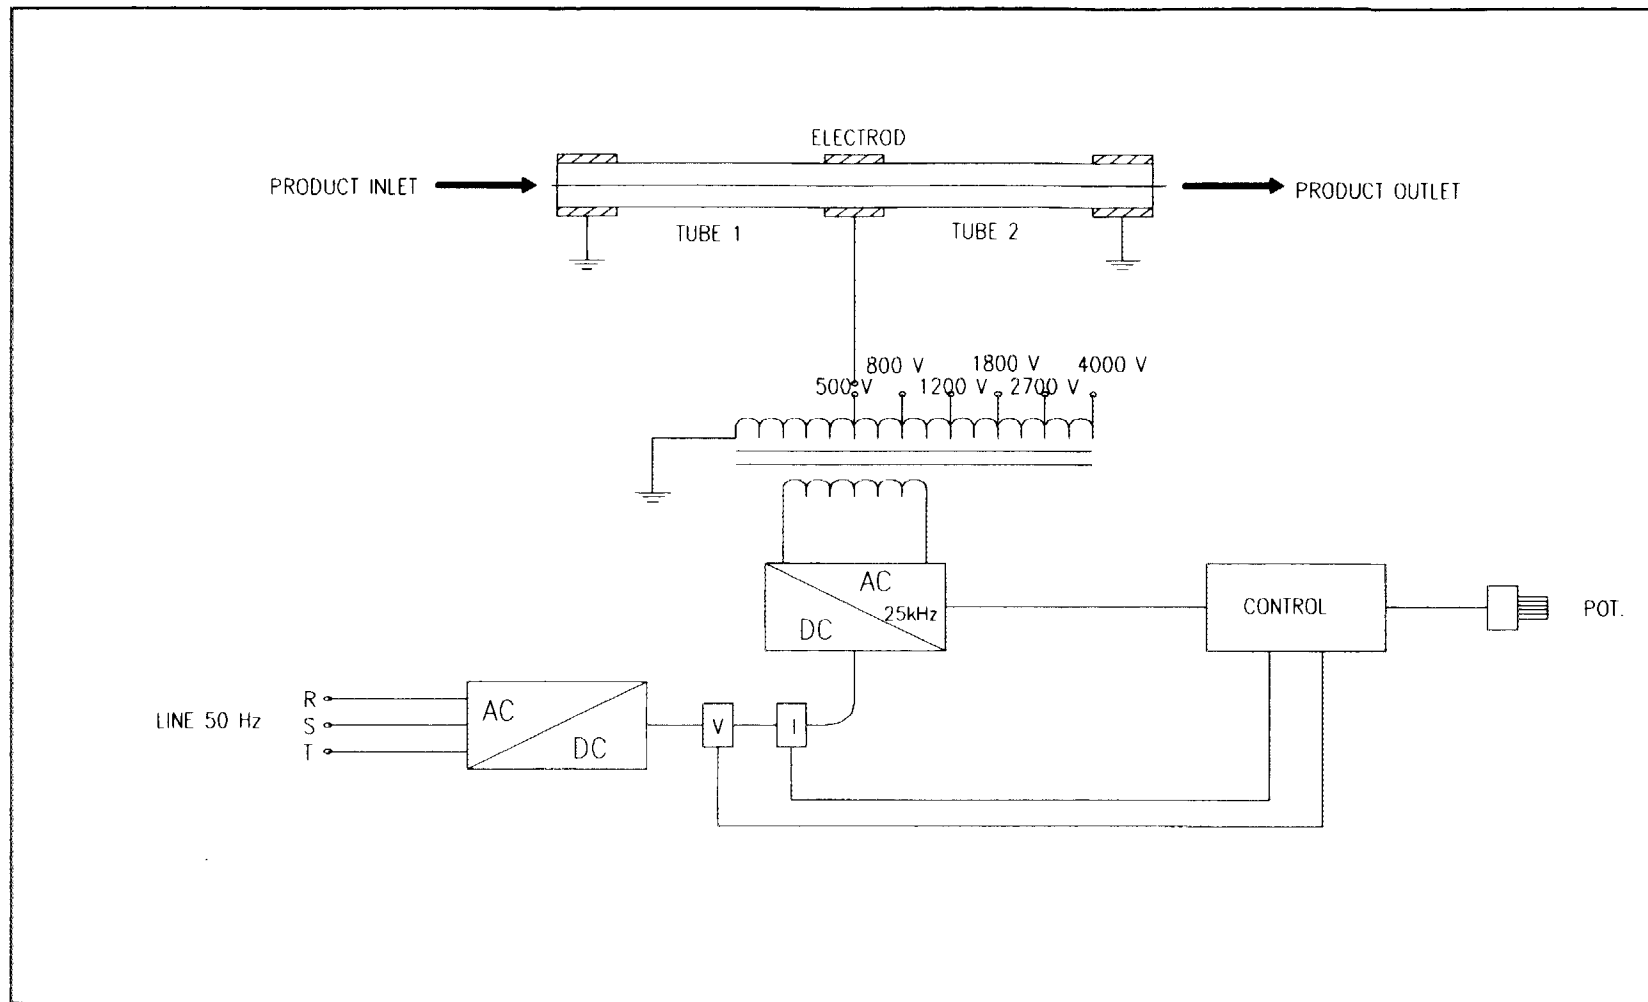 ELECTROD
PRODUCT INLET
PRODUCT OUTLET
TUBE 1
TUBE 2
800 V
1800 V
4000 V
500 V
1200 V
2700 V
AC
25kHz
DC
CONTROL
POT.
LINE 50 Hz
R
S
T
AC
DC
V
I